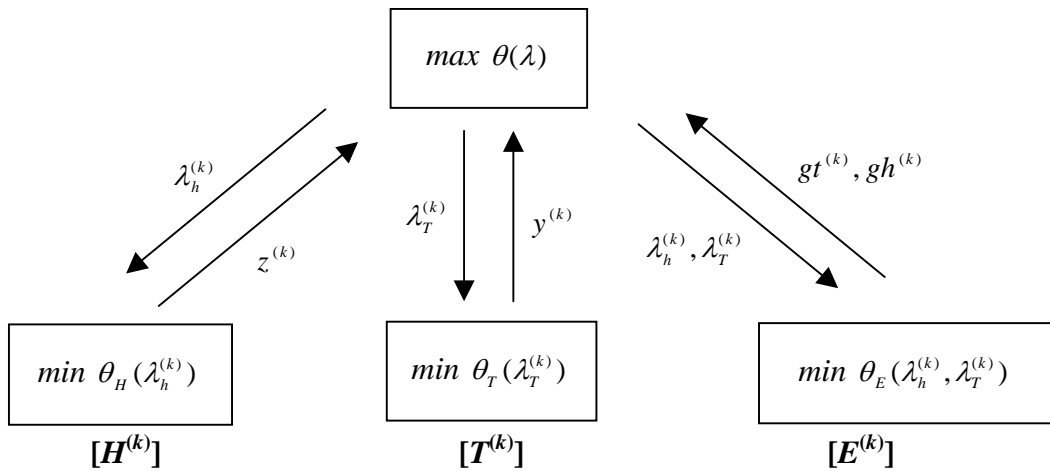 max θ(λ)
λ_h^(k)
z^(k)
λ_T^(k)
y^(k)
gt^(k), gh^(k)
λ_h^(k), λ_T^(k)
min θ_H(λ_h^(k))
min θ_T(λ_T^(k))
min θ_E(λ_h^(k), λ_T^(k))
[H^(k)]
[T^(k)]
[E^(k)]